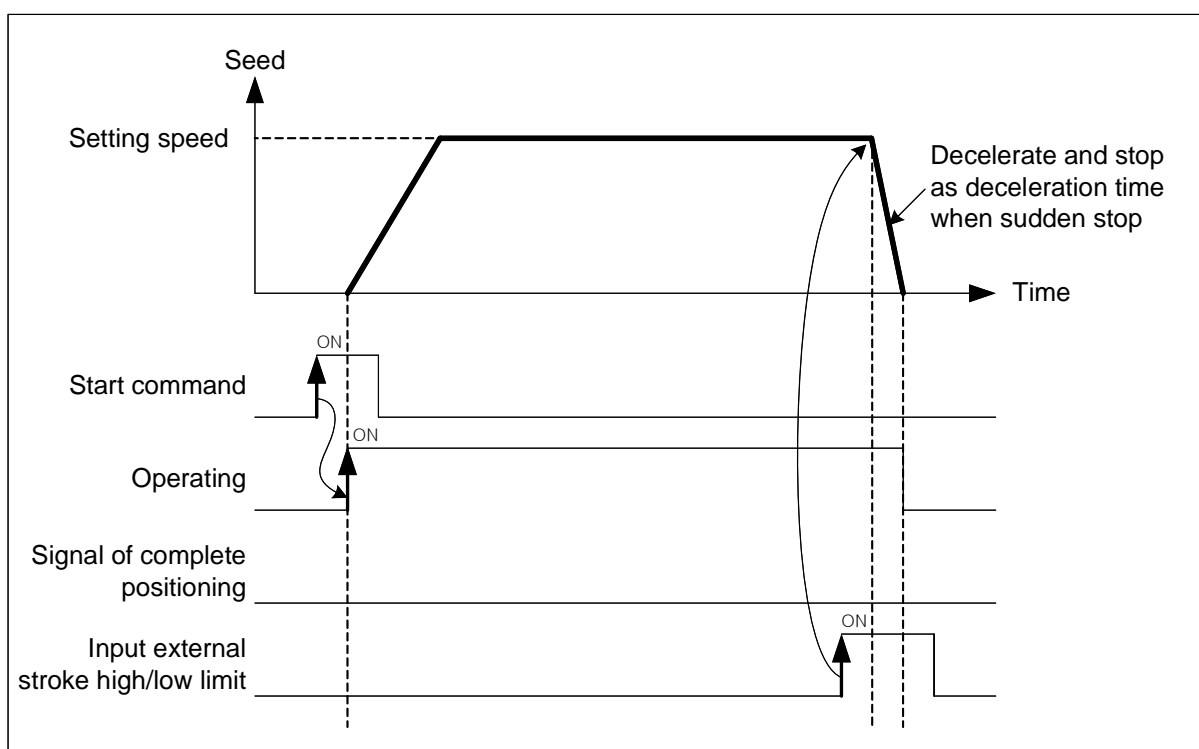 Seed
Setting speed
Decelerate and stop
as deceleration time
when sudden stop
Time
ON
Start command
ON
Operating
Signal of complete
positioning
ON
Input external
stroke high/low limit